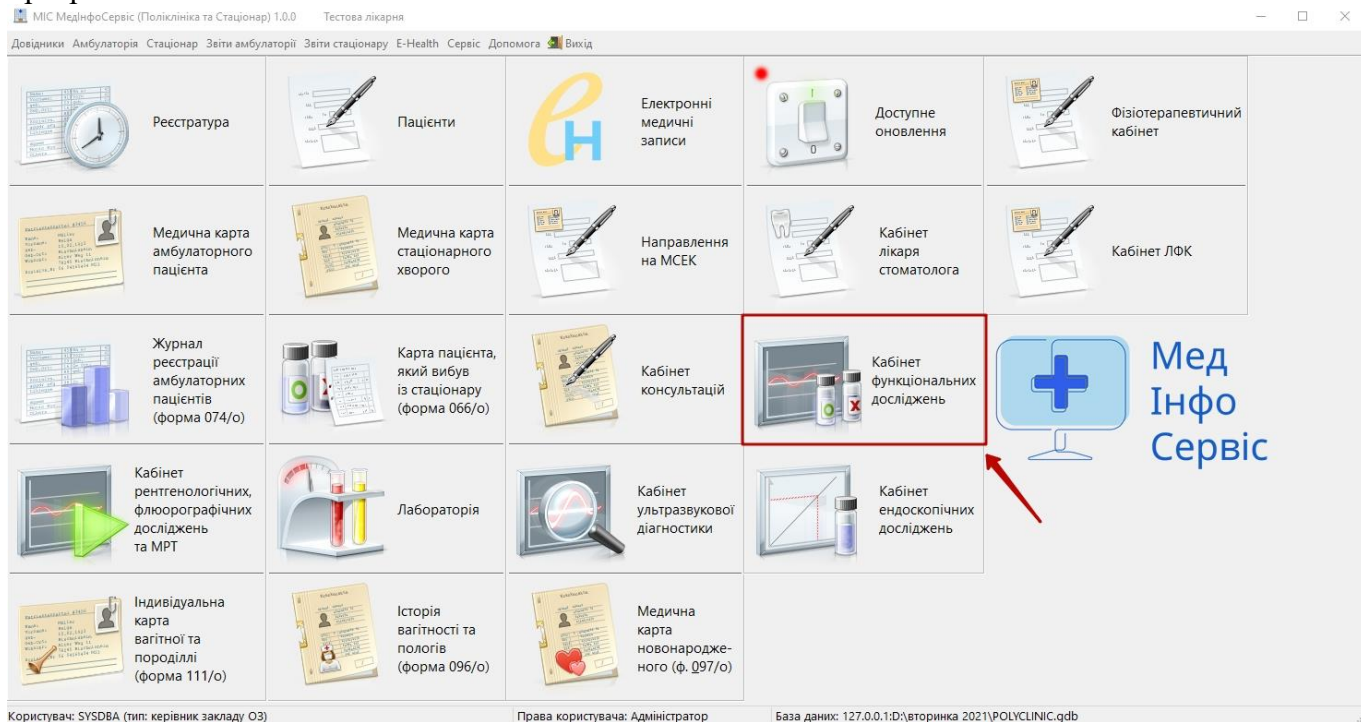 МІС МедІнфоСервіс (Поліклініка та Стаціонар) 1.0.0 Тестова лікарня
Довідники Амбулаторія Стаціонар Звіти амбулаторії Звіти стаціонару E-Health Сервіс Допомога Вихід
Реєстратура
Пацієнти
Електронні
медичні
записи
Доступне
оновлення
Фізіотерапевтичний
кабінет
Медична карта
амбулаторного
пацієнта
Медична карта
стаціонарного
хворого
Направлення
на МСЕК
Кабінет
лікаря
стоматолога
Кабінет ЛФК
Журнал
реєстрації
амбулаторних
пацієнтів
(форма 074/о)
Карта пацієнта,
який вибув
із стаціонару
(форма 066/о)
Кабінет
консультацій
Кабінет
функціональних
досліджень
Мед
Інфо
Сервіс
Кабінет
рентгенологічних,
флюорографічних
досліджень
та МРТ
Лабораторія
Кабінет
ультразвукової
діагностики
Кабінет
ендоскопічних
досліджень
Індивідуальна
карта
вагітної та
породіллі
(форма 111/о)
Історія
вагітності та
пологів
(форма 096/о)
Медична
карта
новонародже-
ного (ф. 097/о)
Користувач: SYSDBA (тип: керівник закладу ОЗ) Права користувача: Адміністратор База даних: 127.0.0.1:D:\вторинка 2021\POLYCLINIC.gdb